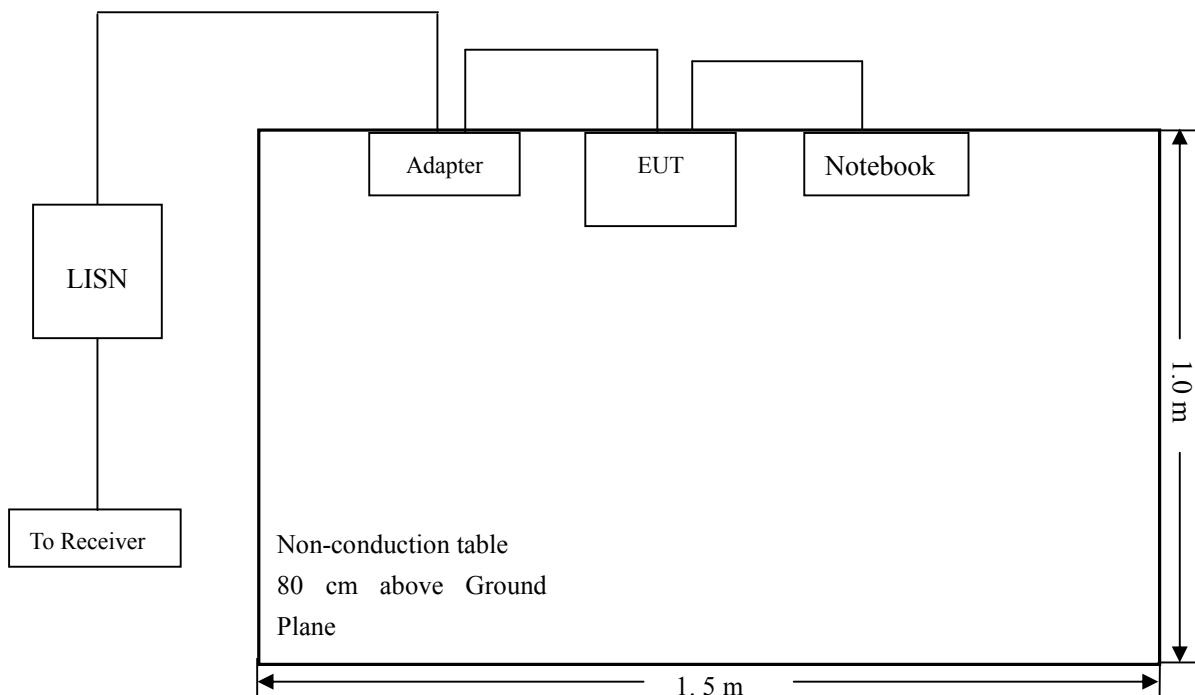 Adapter
EUT
Notebook
LISN
1.0 m
To Receiver
Non-conduction table
80 cm above Ground
Plane
1. 5 m